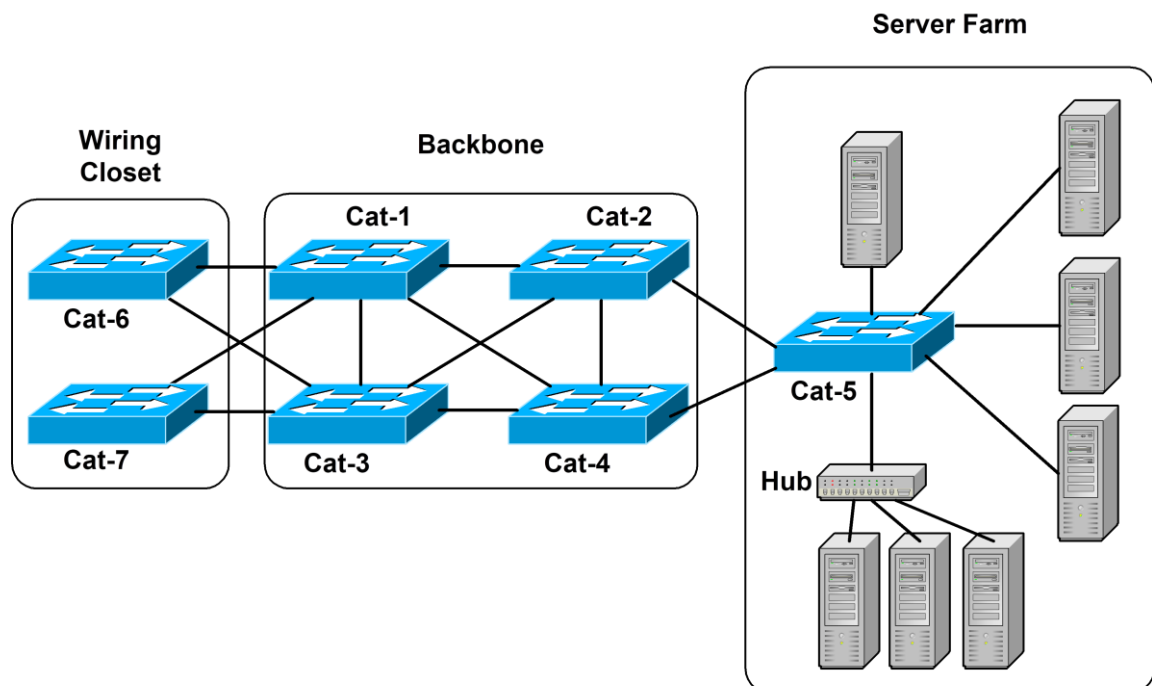 Server Farm
Wiring
Closet
Backbone
Cat-1
Cat-2
Cat-6
Cat-5
Cat-7
Cat-3
Cat-4
Hub